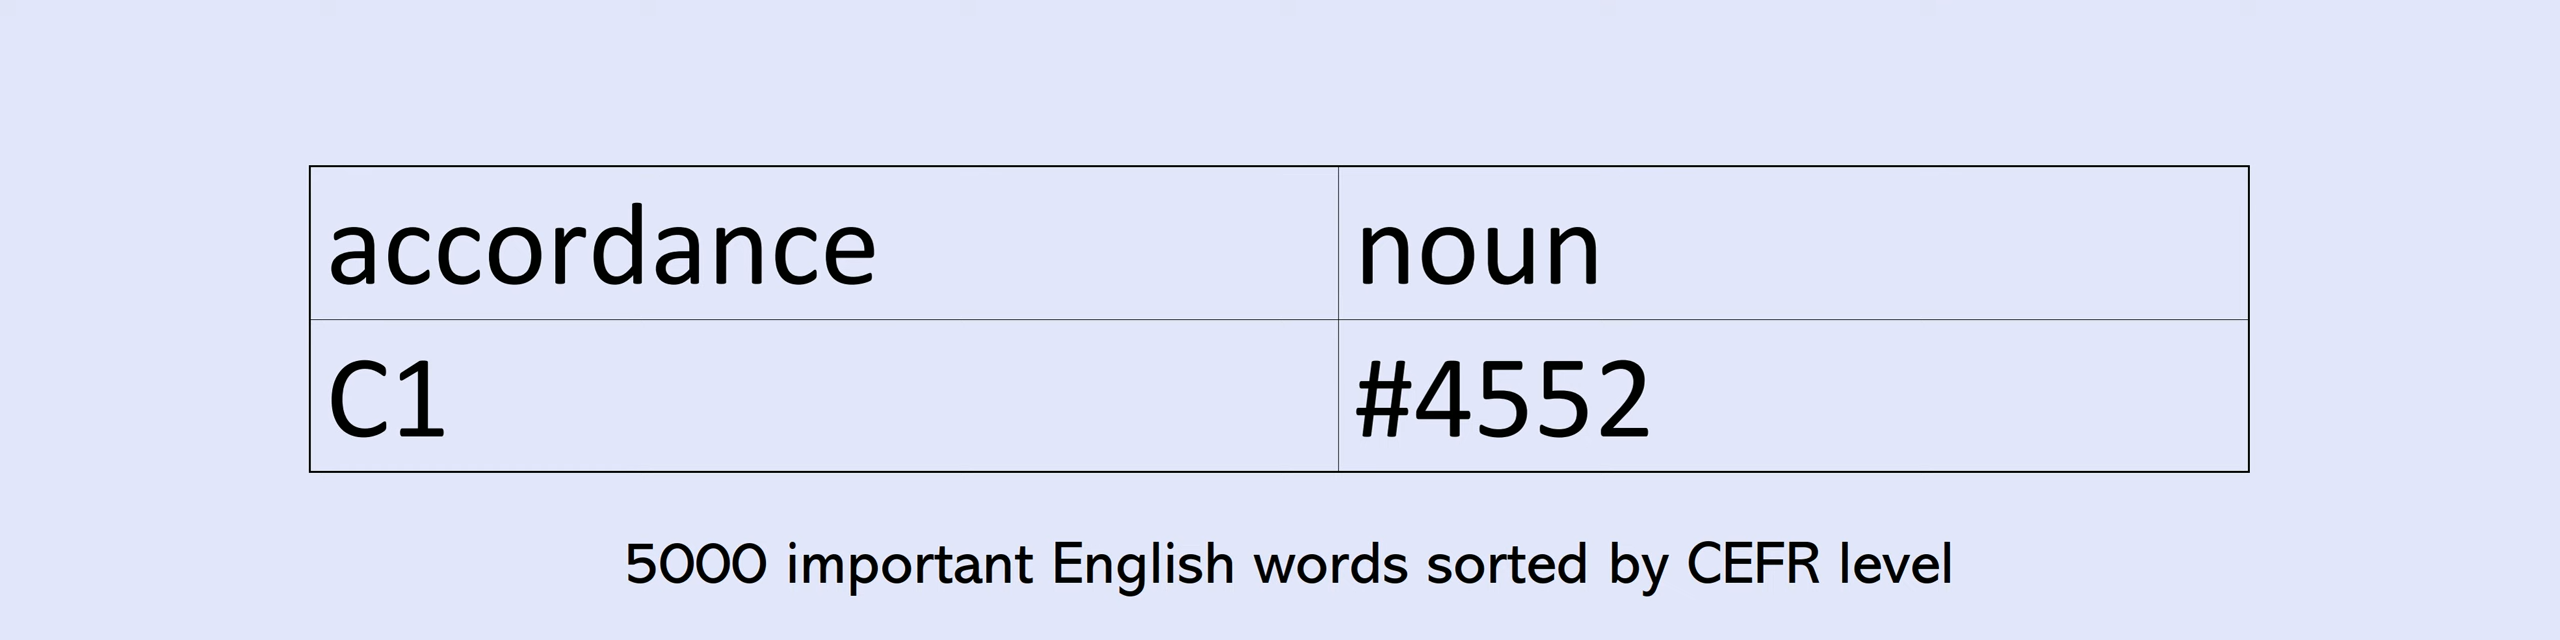 accordance noun
C1 #4552
5000 important English words sorted by CEFR level